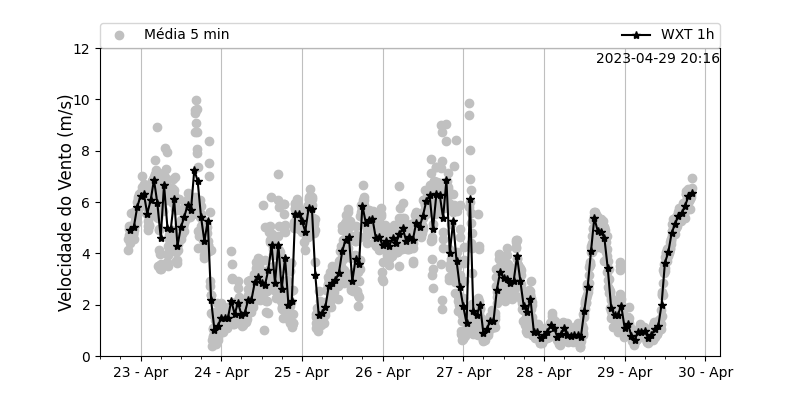 Média 5 min
WXT 1h
2023-04-29 20:16
Velocidade do Vento (m/s)
12
10
8
6
4
2
0
23 - Apr
24 - Apr
25 - Apr
26 - Apr
27 - Apr
28 - Apr
29 - Apr
30 - Apr